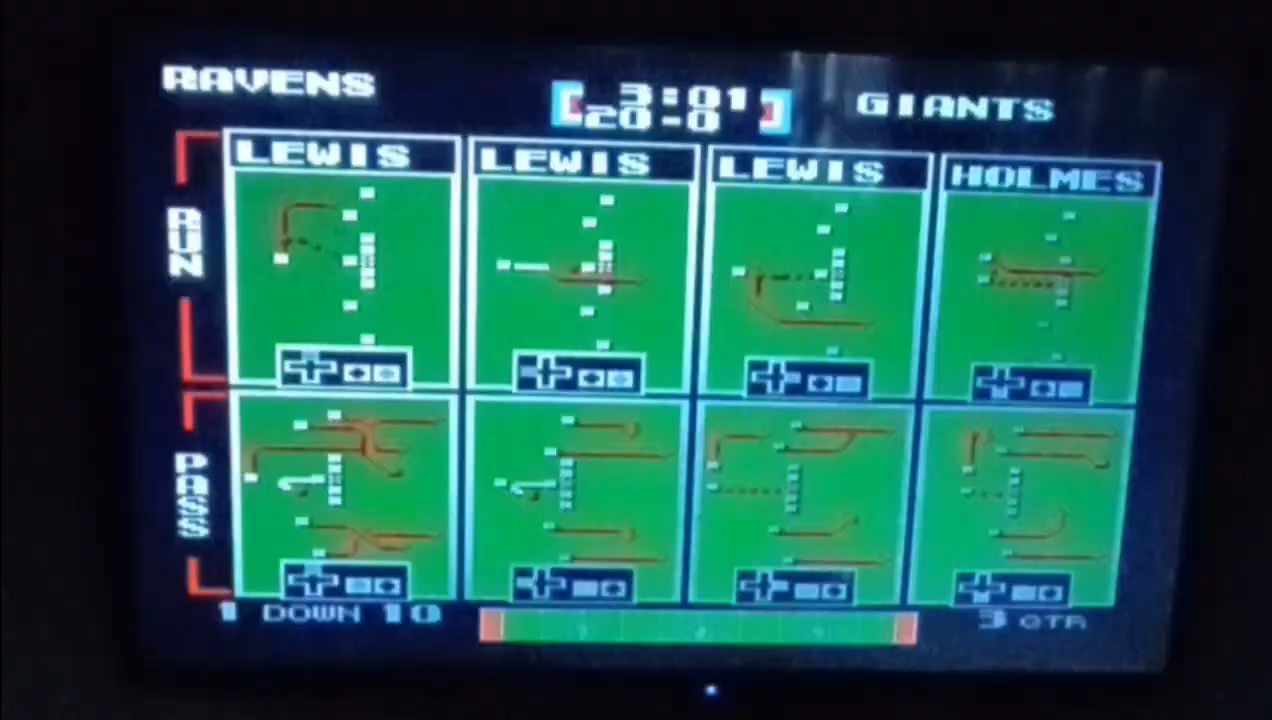 RAVENS
3:01
20-0
GIANTS
LEWIS
LEWIS
LEWIS
HOLMES
RUN
PASS
1 DOWN 10
3 QTR